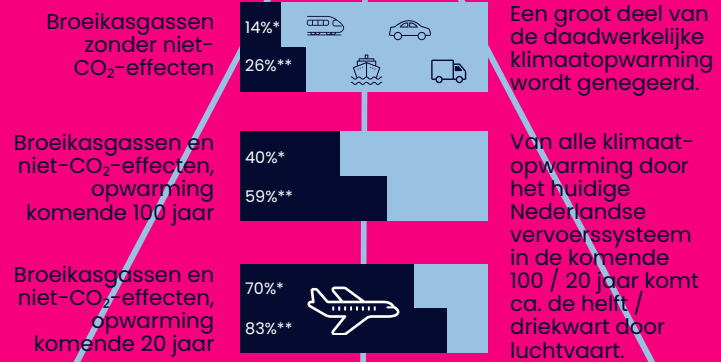 Broeikasgassen
zonder niet-
CO₂-effecten
14%*
26%**
Een groot deel van
de daadwerkelijke
klimaatopwarming
wordt genegeerd.
Broeikasgassen en
niet-CO₂-effecten,
opwarming
komende 100 jaar
40%*
59%**
Van alle klimaat-
opwarming door
het huidige
Nederlandse
vervoerssysteem
in de komende
100 / 20 jaar komt
ca. de helft /
driekwart door
luchtvaart.
Broeikasgassen en
niet-CO₂-effecten,
opwarming
komende 20 jaar
70%*
83%**